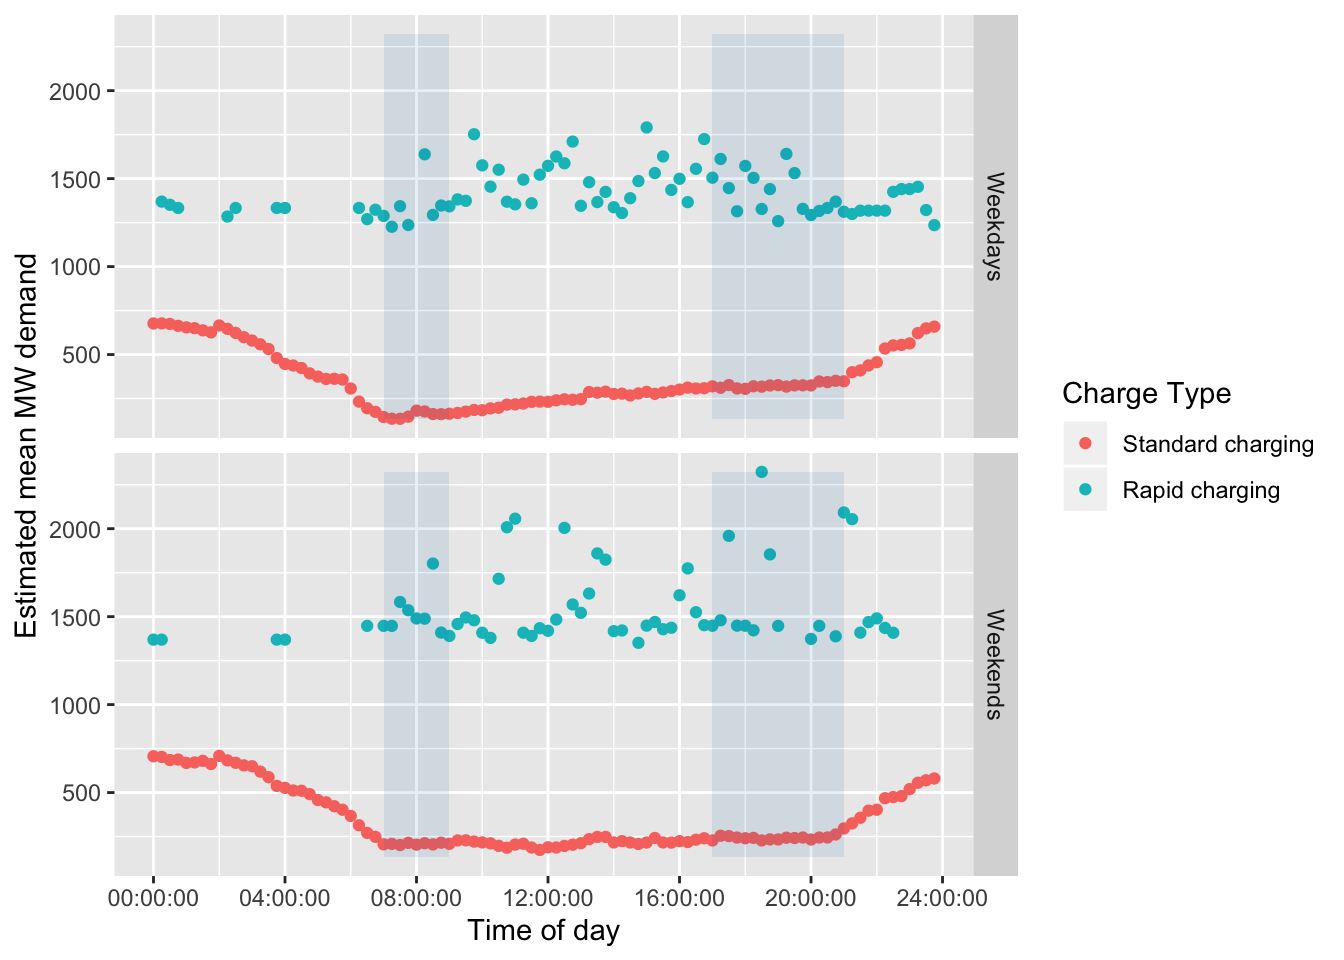 Estimated mean MW demand
2000
1500
1000
500
Weekdays
2000
1500
1000
500
Weekends
00:00:00 04:00:00 08:00:00 12:00:00 16:00:00 20:00:00 24:00:00
Time of day
Charge Type
Standard charging
Rapid charging